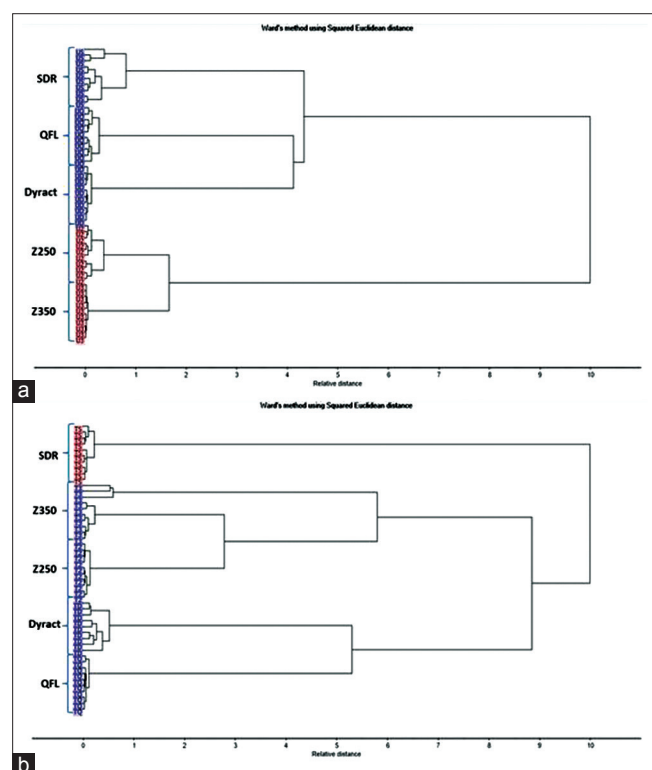 Ward's method using Squared Euclidean distance
SDR
QFL
Dyract
Z250
Z350
0 1 2 3 4 5 6 7 8 9 10
Relative distance
a
Ward's method using Squared Euclidean distance
SDR
Z350
Z250
Dyract
QFL
0 1 2 3 4 5 6 7 8 9 10
Relative distance
b